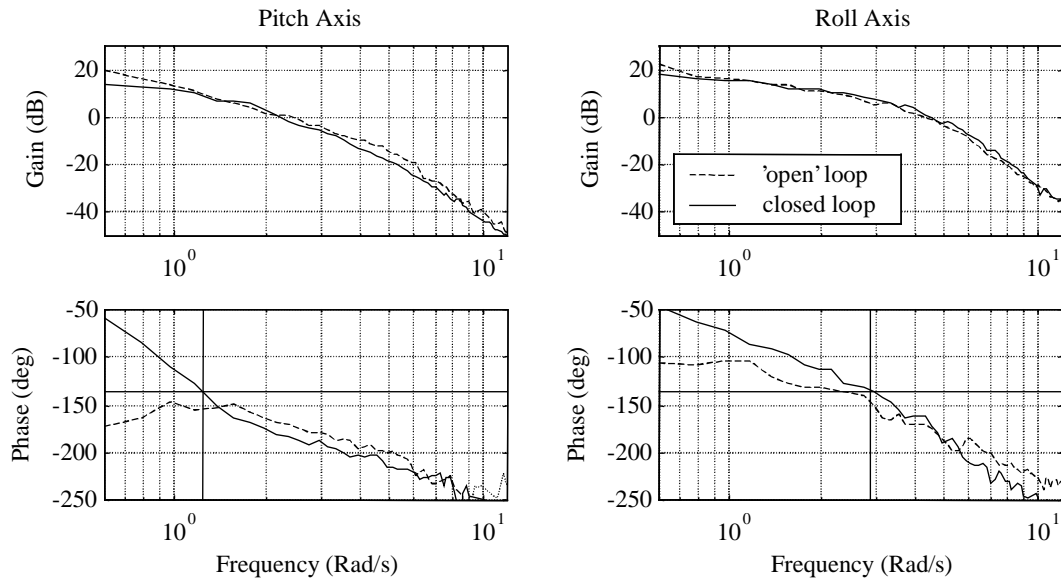 Pitch Axis
Roll Axis
Gain (dB)
20
0
-20
-40
10^0
10^1
Gain (dB)
20
0
-20
-40
10^0
10^1
'open' loop
closed loop
Phase (deg)
-50
-100
-150
-200
-250
10^0
10^1
Frequency (Rad/s)
Phase (deg)
-50
-100
-150
-200
-250
10^0
10^1
Frequency (Rad/s)